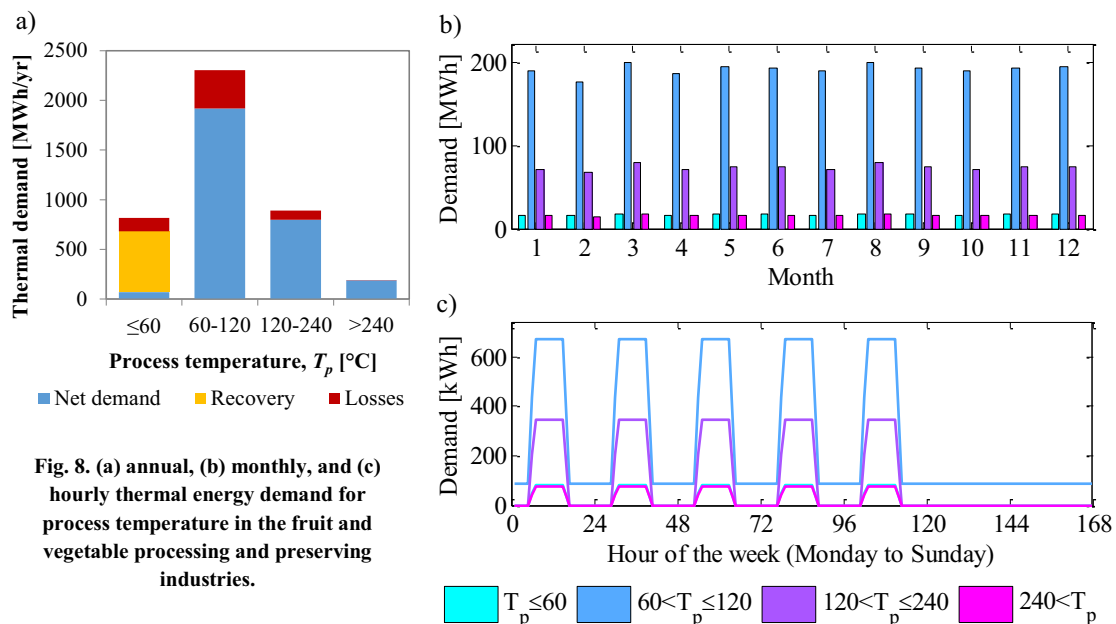 a)
Thermal demand [MWh/yr]
2500
2000
1500
1000
500
0
≤60 60-120 120-240 >240
Process temperature, Tp [°C]
Net demand Recovery Losses
Fig. 8. (a) annual, (b) monthly, and (c)
hourly thermal energy demand for
process temperature in the fruit and
vegetable processing and preserving
industries.
b)
Demand [MWh]
200
100
0
1 2 3 4 5 6 7 8 9 10 11 12
Month
c)
Demand [kWh]
600
400
200
0
0 24 48 72 96 120 144 168
Hour of the week (Monday to Sunday)
T_p≤60 60<T_p≤120 120<T_p≤240 240<T_p